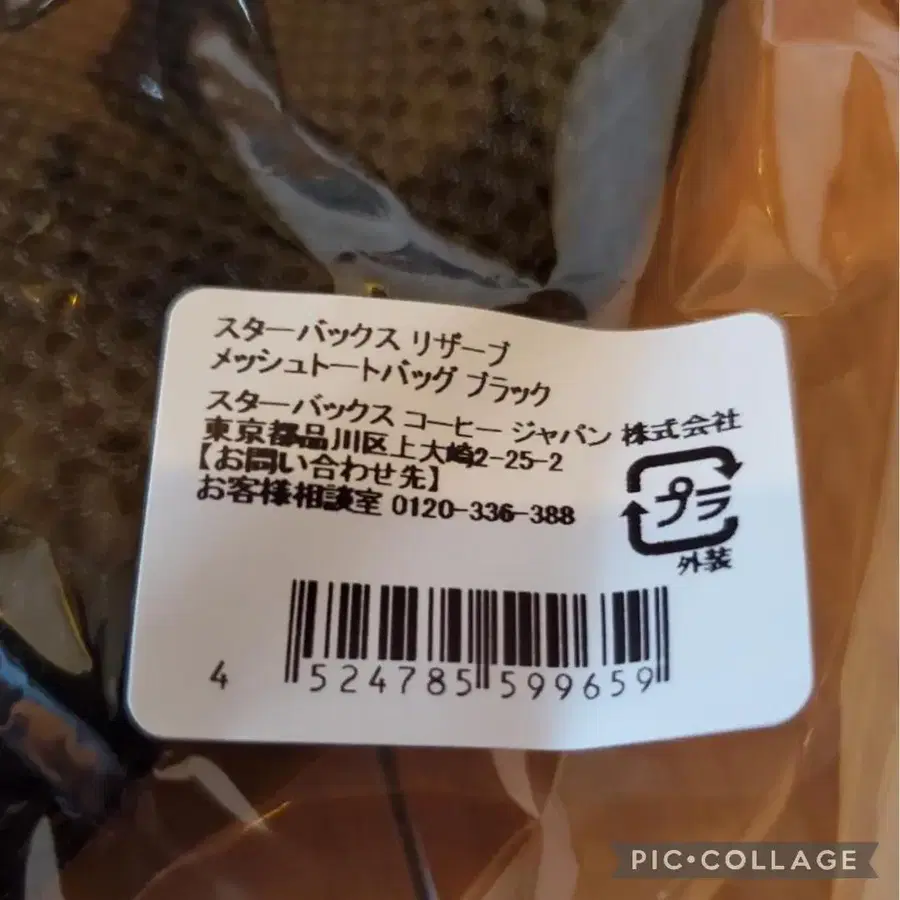 スターバックス リザーブ
メッシュトートバッグ ブラック
スターバックス コーヒー ジャパン 株式会社
東京都品川区上大崎2-25-2
【お問い合わせ先】
お客様相談室 0120-336-388
プラ
外装
4 524785 599659
PIC•COLLAGE